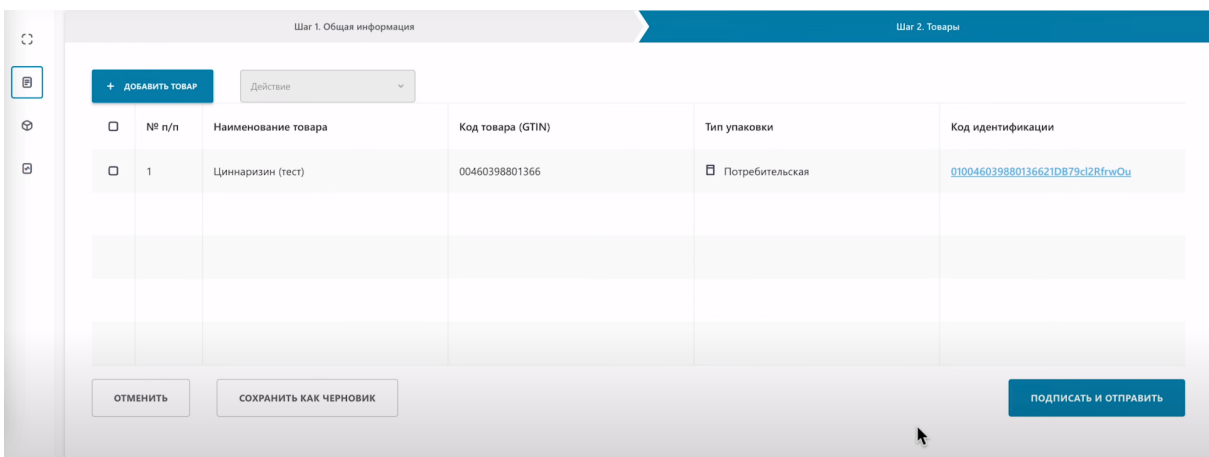 Шаг 1. Общая информация
Шаг 2. Товары
+ ДОБАВИТЬ ТОВАР
Действие
№ п/п Наименование товара Код товара (GTIN) Тип упаковки Код идентификации
1 Циннаризин (тест) 00460398801366 Потребительская 010046039880136621DB79cl2RfrwOu
ОТМЕНИТЬ СОХРАНИТЬ КАК ЧЕРНОВИК ПОДПИСАТЬ И ОТПРАВИТЬ